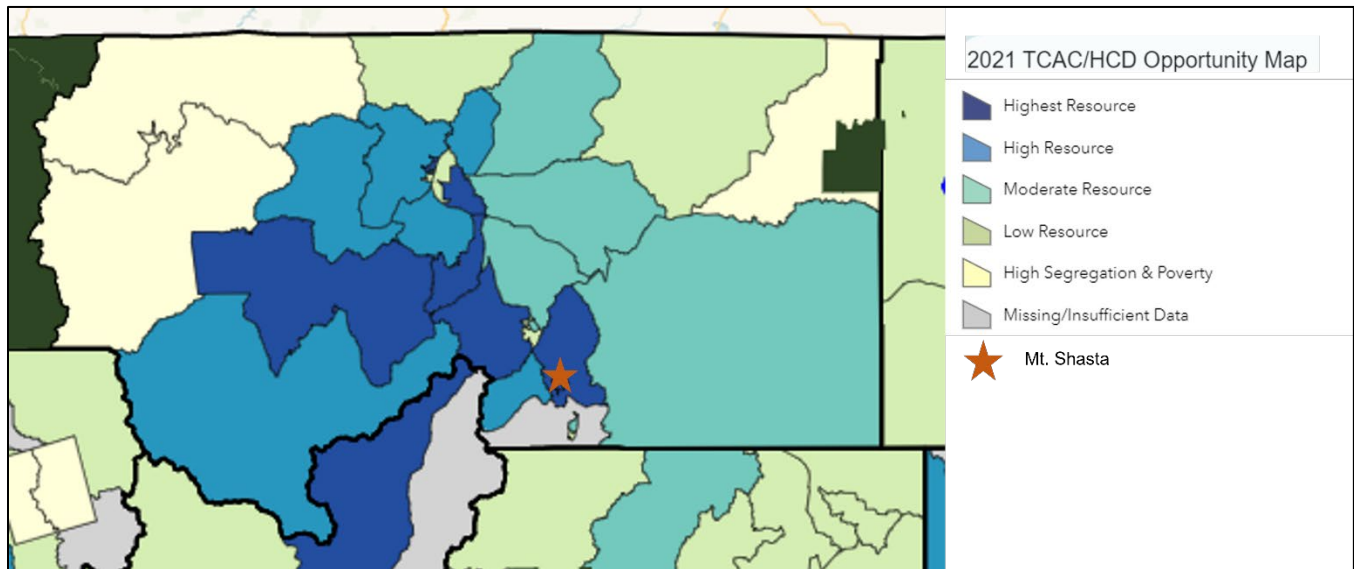 2021 TCAC/HCD Opportunity Map
Highest Resource
High Resource
Moderate Resource
Low Resource
High Segregation & Poverty
Missing/Insufficient Data
Mt. Shasta